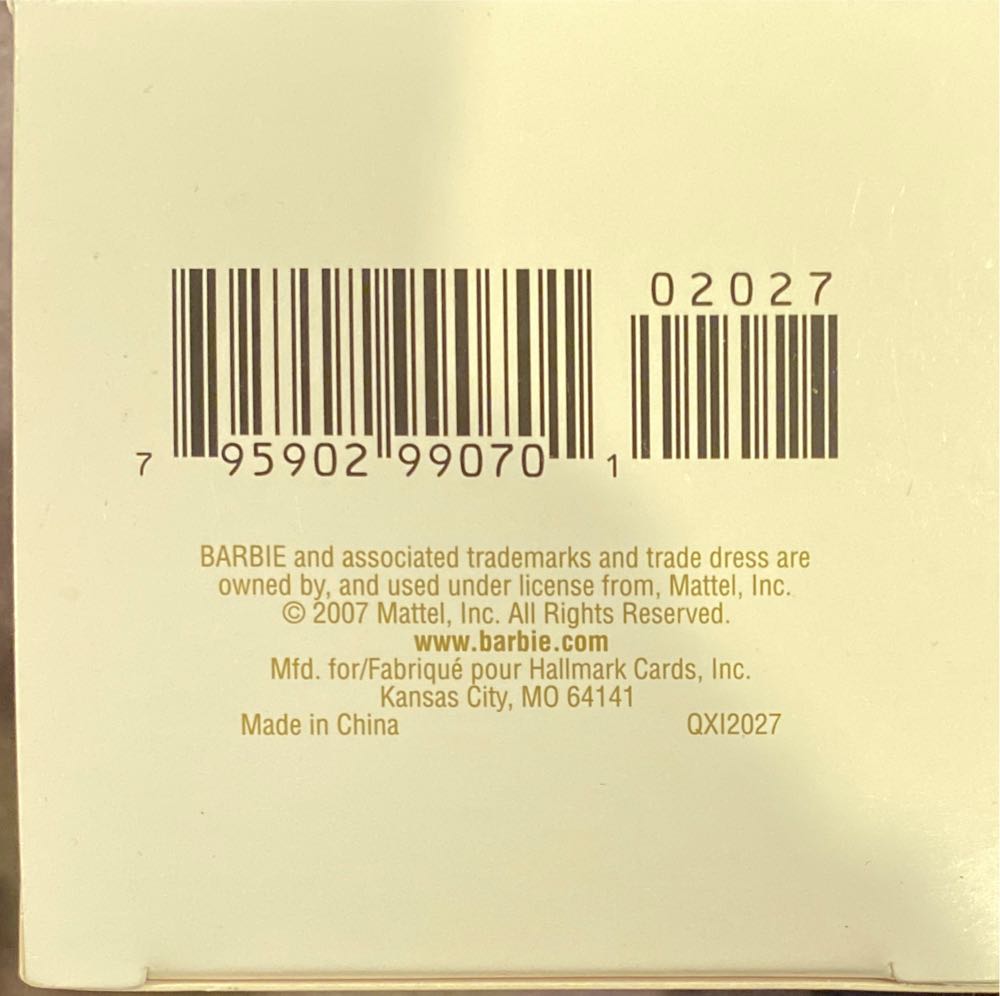 02027
7 95902 99070 1
BARBIE and associated trademarks and trade dress are
owned by, and used under license from, Mattel, Inc.
© 2007 Mattel, Inc. All Rights Reserved.
www.barbie.com
Mfd. for/Fabriqué pour Hallmark Cards, Inc.
Kansas City, MO 64141
Made in China QXI2027